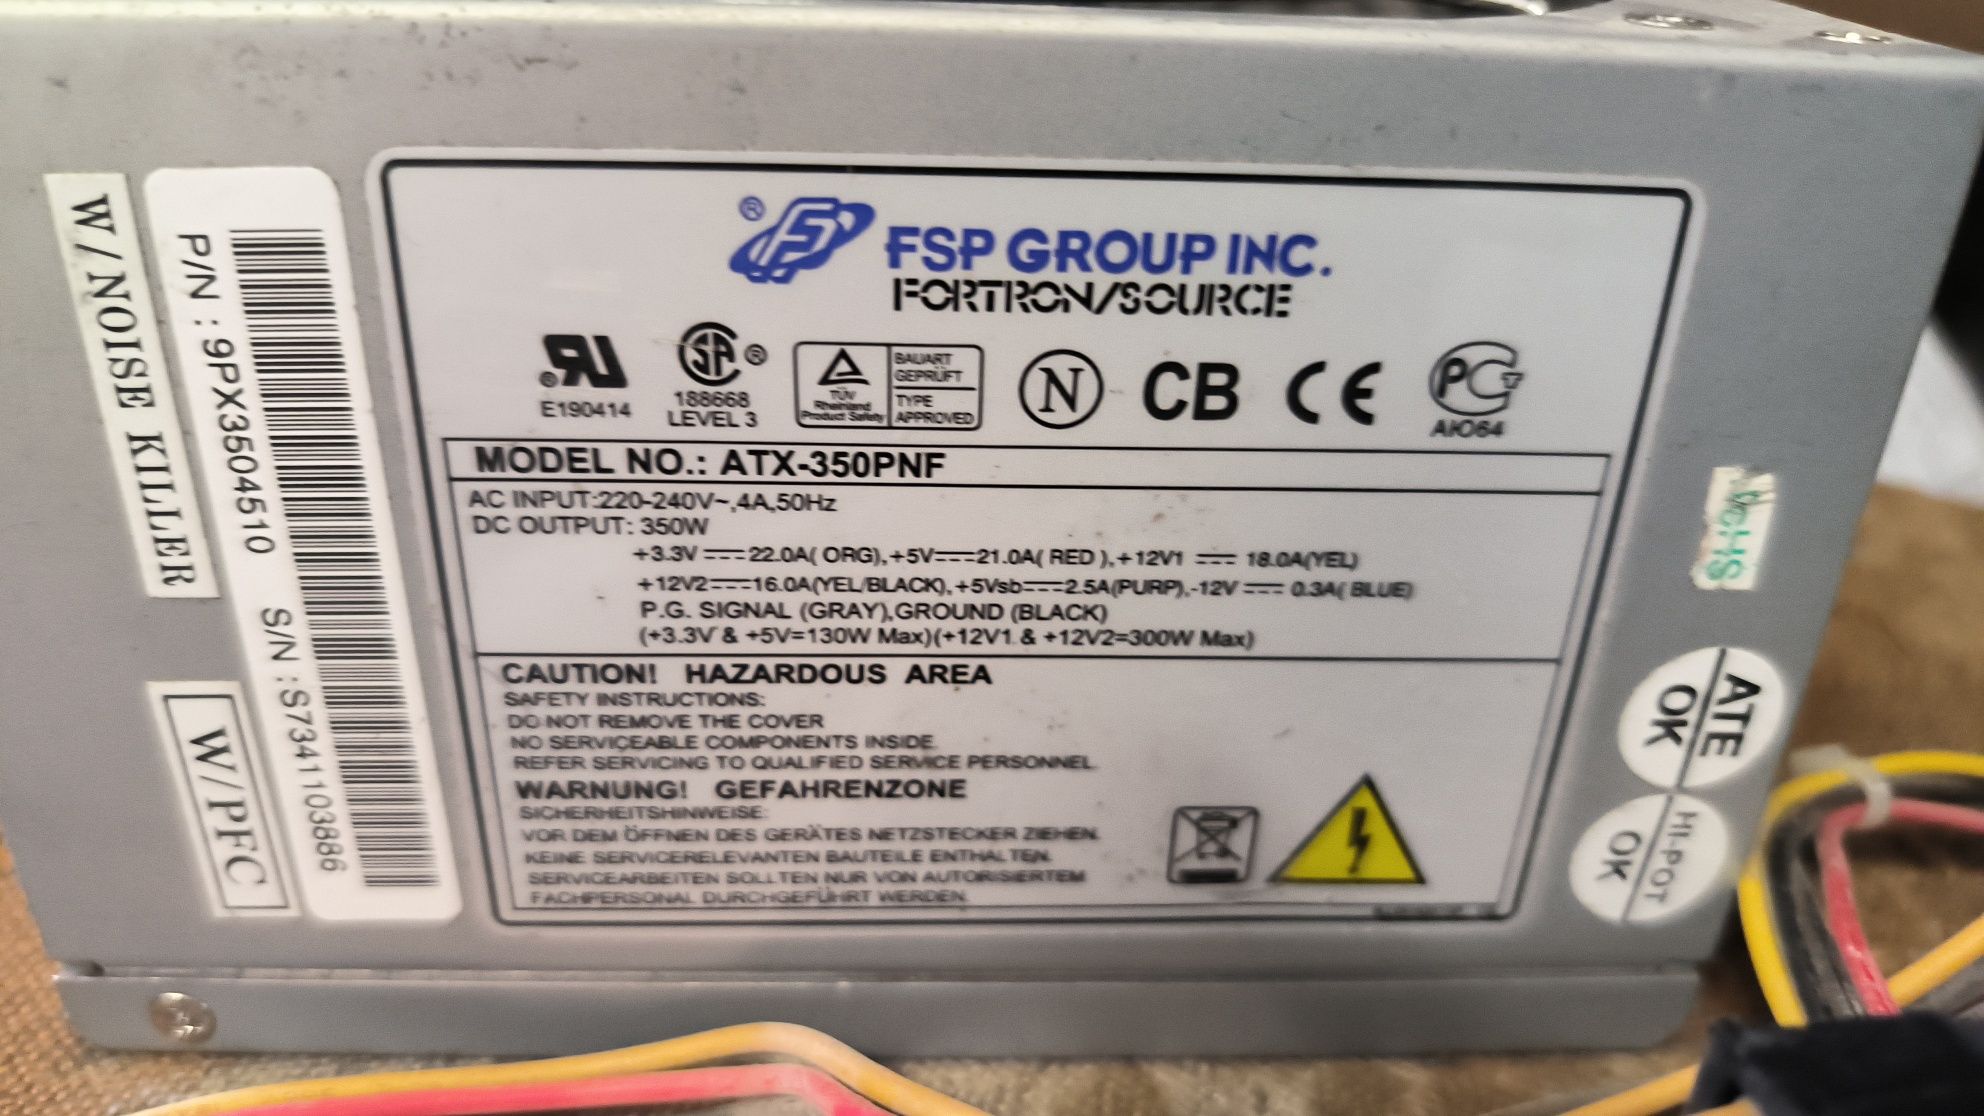 W/NOISE KILLER
P/N :9PX3504510 S/N :S7341103886
W/PFC
® FSP GROUP INC.
FORTRON/SOURCE
®
E190414
SA ®
188668
LEVEL 3
TÜV
Rheinland
Product Safety
BAUART
GEPRÜFT
TYPE
APPROVED
N
CB
CE
PCT
AЮ64
MODEL NO.: ATX-350PNF
AC INPUT:220-240V~,4A,50Hz
DC OUTPUT: 350W
+3.3V 22.0A( ORG),+5V 21.0A( RED ),+12V1 18.0A(YEL)
+12V2 16.0A(YEL/BLACK),+5Vsb 2.5A(PURP),-12V 0.3A( BLUE)
P.G. SIGNAL (GRAY),GROUND (BLACK)
(+3.3V & +5V=130W Max)(+12V1 & +12V2=300W Max)
CAUTION! HAZARDOUS AREA
SAFETY INSTRUCTIONS:
DO NOT REMOVE THE COVER
NO SERVICEABLE COMPONENTS INSIDE.
REFER SERVICING TO QUALIFIED SERVICE PERSONNEL.
WARNUNG! GEFAHRENZONE
SICHERHEITSHINWEISE:
VOR DEM ÖFFNEN DES GERÄTES NETZSTECKER ZIEHEN.
KEINE SERVICERELEVANTEN BAUTEILE ENTHALTEN.
SERVICEARBEITEN SOLLTEN NUR VON AUTORISIERTEM
FACHPERSONAL DURCHGEFÜHRT WERDEN.
ATE
OK
HI-POT
OK